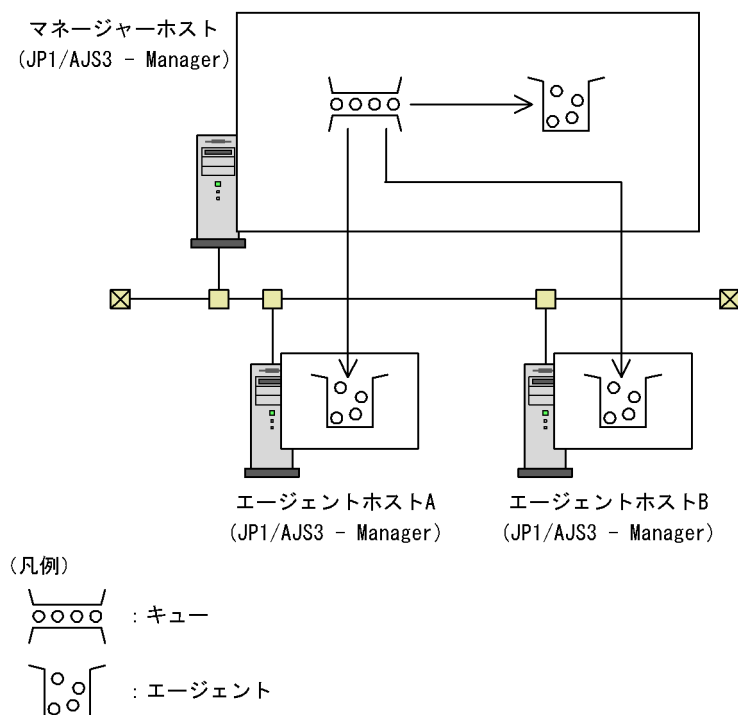 マネージャーホスト
(JP1/AJS3 - Manager)
エージェントホストA
(JP1/AJS3 - Manager)
エージェントホストB
(JP1/AJS3 - Manager)
(凡例)
:キュー
:エージェント